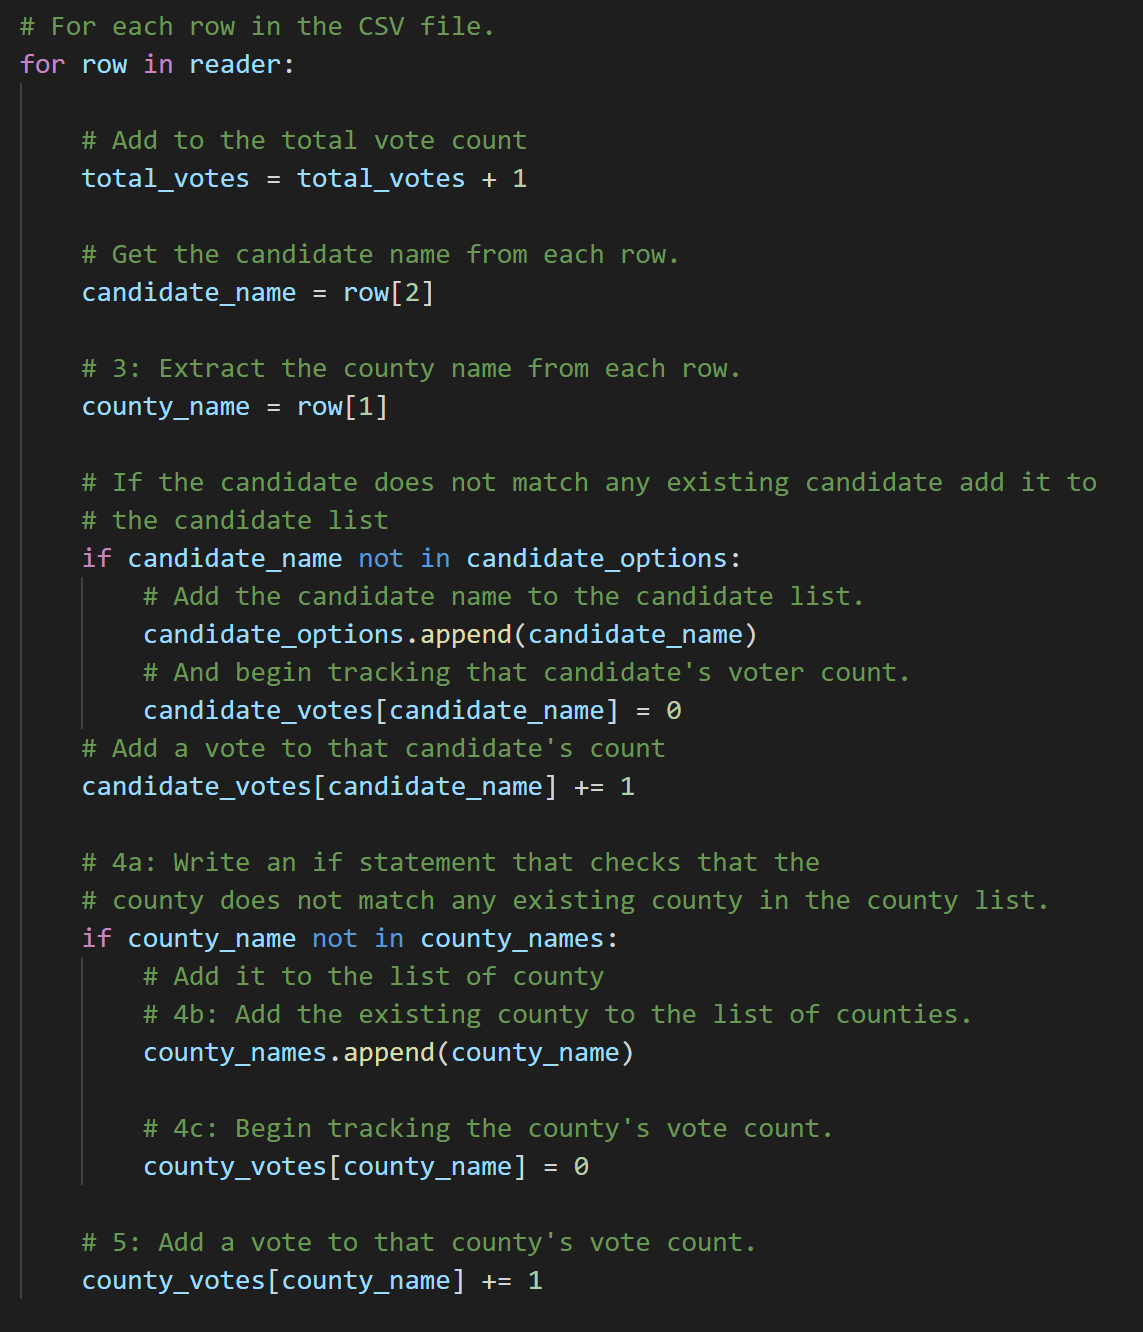 # For each row in the CSV file.
for row in reader:
# Add to the total vote count
total_votes = total_votes + 1
# Get the candidate name from each row.
candidate_name = row[2]
# 3: Extract the county name from each row.
county_name = row[1]
# If the candidate does not match any existing candidate add it to
# the candidate list
if candidate_name not in candidate_options:
# Add the candidate name to the candidate list.
candidate_options.append(candidate_name)
# And begin tracking that candidate's voter count.
candidate_votes[candidate_name] = 0
# Add a vote to that candidate's count
candidate_votes[candidate_name] += 1
# 4a: Write an if statement that checks that the
# county does not match any existing county in the county list.
if county_name not in county_names:
# Add it to the list of county
# 4b: Add the existing county to the list of counties.
county_names.append(county_name)
# 4c: Begin tracking the county's vote count.
county_votes[county_name] = 0
# 5: Add a vote to that county's vote count.
county_votes[county_name] += 1